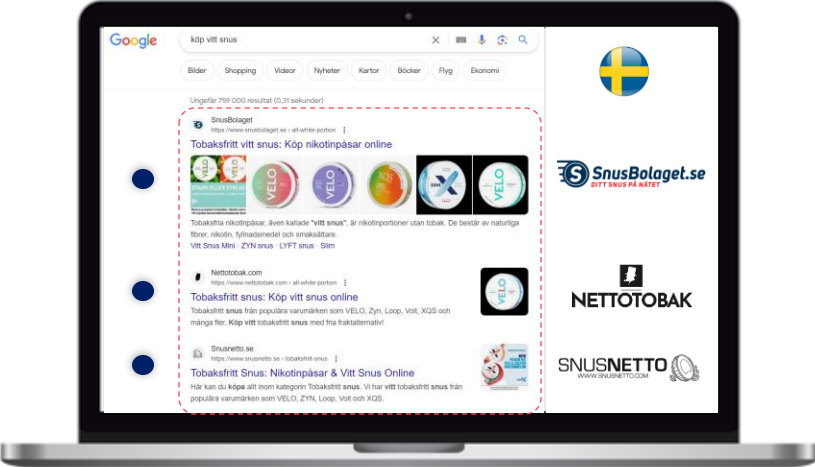 Google
köp vitt snus
Bilder
Shopping
Videor
Nyheter
Kartor
Böcker
Flyg
Ekonomi
Ungefär 759 000 resultat (0,31 sekunder)
SnusBolaget
https://www.snusbolaget.se › all-white-portion
Tobaksfritt vitt snus: Köp nikotinpåsar online
VELO
VELO
VELO
VELO
XQS
X
VELO
Tobaksfria nikotinpåsar, även kallade "vitt snus", är nikotinportioner utan tobak. De består av naturliga
fibrer, nikotin, fyllnadsmedel och smaksättare.
Vitt Snus Mini · ZYN snus · LYFT snus · Slim
Nettotobak.com
https://www.nettotobak.com › all-white-portion
Tobaksfritt snus: Köp vitt snus online
Tobaksfritt snus från populära varumärken som VELO, Zyn, Loop, Volt, XQS och
många fler. Köp vitt tobaksfritt snus med fria fraktalternativ!
VELO
Snusnetto.se
https://www.snusnetto.se › tobaksfritt-snus
Tobaksfritt Snus: Nikotinpåsar & Vitt Snus Online
Här kan du köpa allt inom kategorin Tobaksfritt snus. Vi har vitt tobaksfritt snus från
populära varumärken som VELO, ZYN, Loop, Volt och XQS.
S SnusBolaget.se
DITT SNUS PÅ NÄTET
NETTOTOBAK
SNUSNETTO
WWW.SNUSNETTO.COM